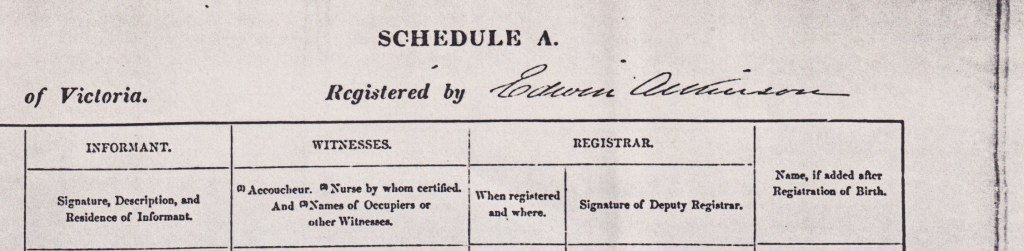 SCHEDULE A.
of Victoria. Registered by Edwin Atkinson
INFORMANT. WITNESSES. REGISTRAR.
Name, if added after
Registration of Birth.
Signature, Description, and
Residence of Informant.
(1) Accoucheur. (2) Nurse by whom certified.
And (3) Names of Occupiers or
other Witnesses.
When registered
and where.
Signature of Deputy Registrar.